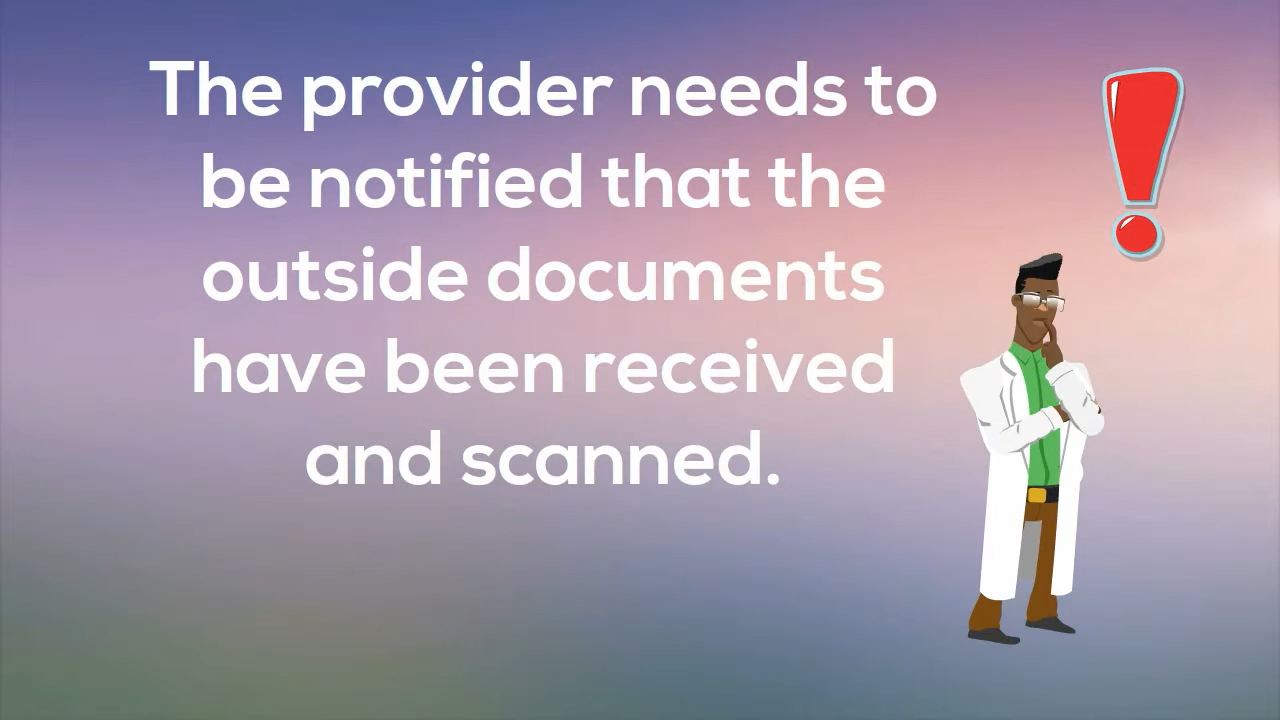 The provider needs to
be notified that the
outside documents
have been received
and scanned.